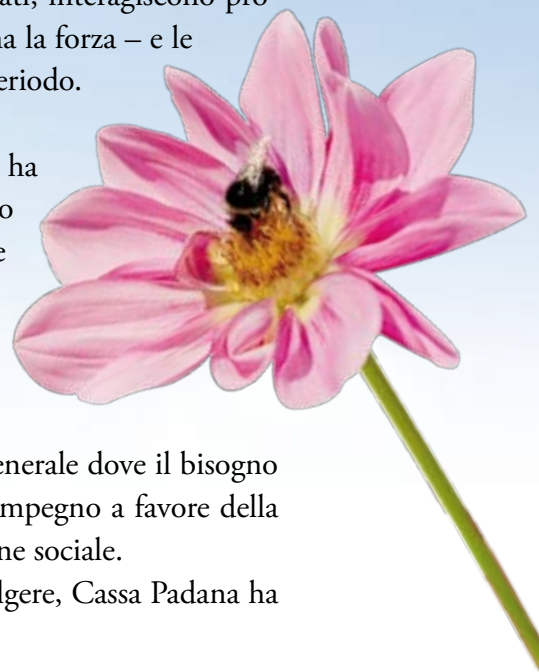 ati, interagiscono pro
na la forza – e le
eriodo.
ha
o
e
enerale dove il bisogno
mpegno a favore della
ne sociale.
lgere, Cassa Padana ha